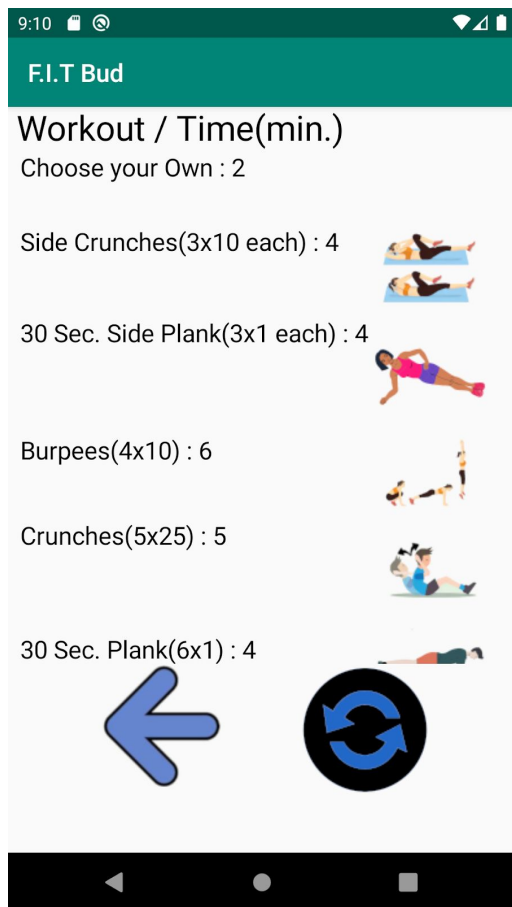 9:10
F.I.T Bud
Workout / Time(min.)
Choose your Own : 2
Side Crunches(3x10 each) : 4
30 Sec. Side Plank(3x1 each) : 4
Burpees(4x10) : 6
Crunches(5x25) : 5
30 Sec. Plank(6x1) : 4